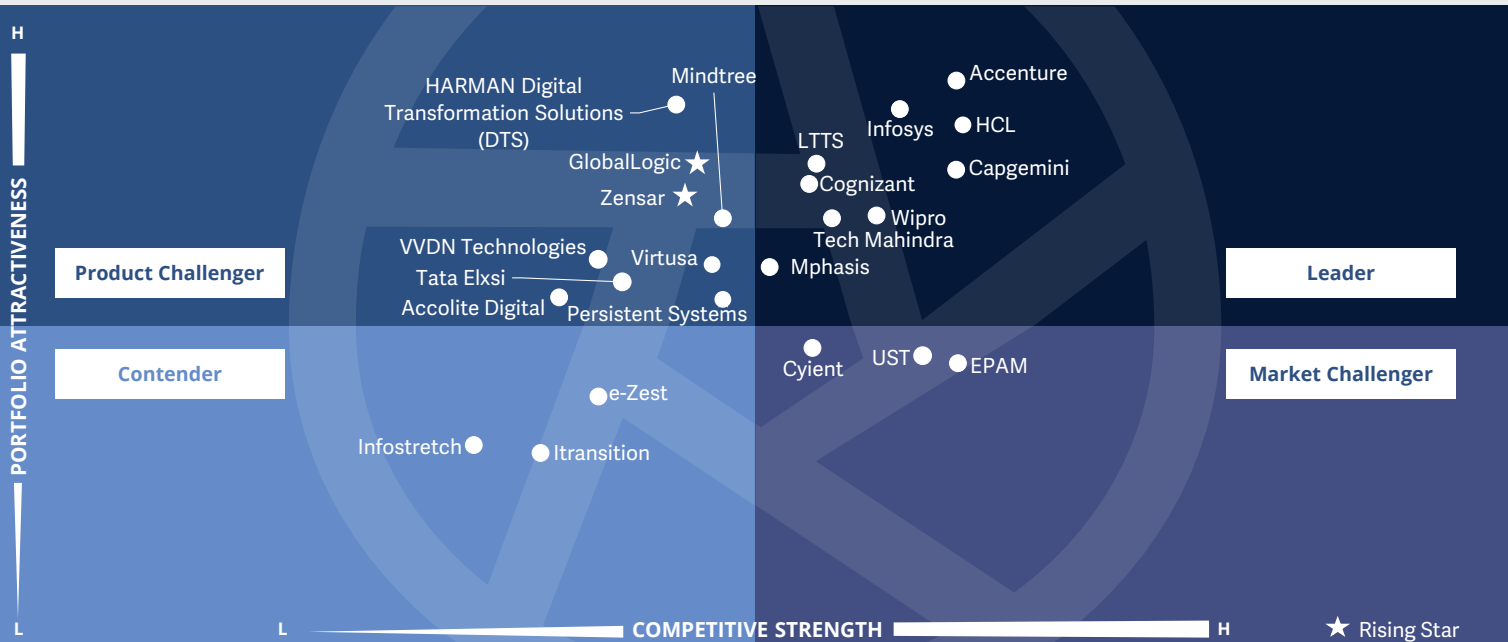 H
Mindtree
Accenture
HARMAN Digital
Transformation Solutions
(DTS)
Infosys
HCL
LTTS
GlobalLogic
Capgemini
Cognizant
Zensar
Wipro
Tech Mahindra
VVDN Technologies
Virtusa
Mphasis
Tata Elxsi
Accolite Digital
Persistent Systems
Product Challenger
Leader
PORTFOLIO ATTRACTIVENESS
Contender
Market Challenger
Cyient
UST
EPAM
e-Zest
Infostretch
Itransition
L
L
COMPETITIVE STRENGTH
H
Rising Star